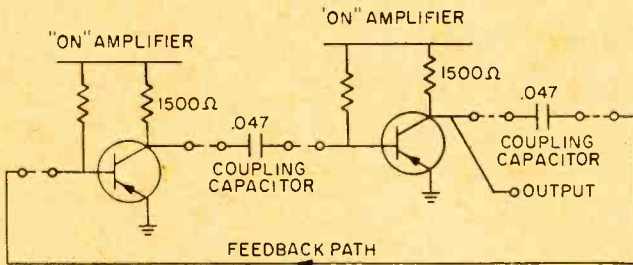 "ON" AMPLIFIER
1500Ω
.047
COUPLING
CAPACITOR
"ON" AMPLIFIER
1500Ω
.047
COUPLING
CAPACITOR
OUTPUT
FEEDBACK PATH